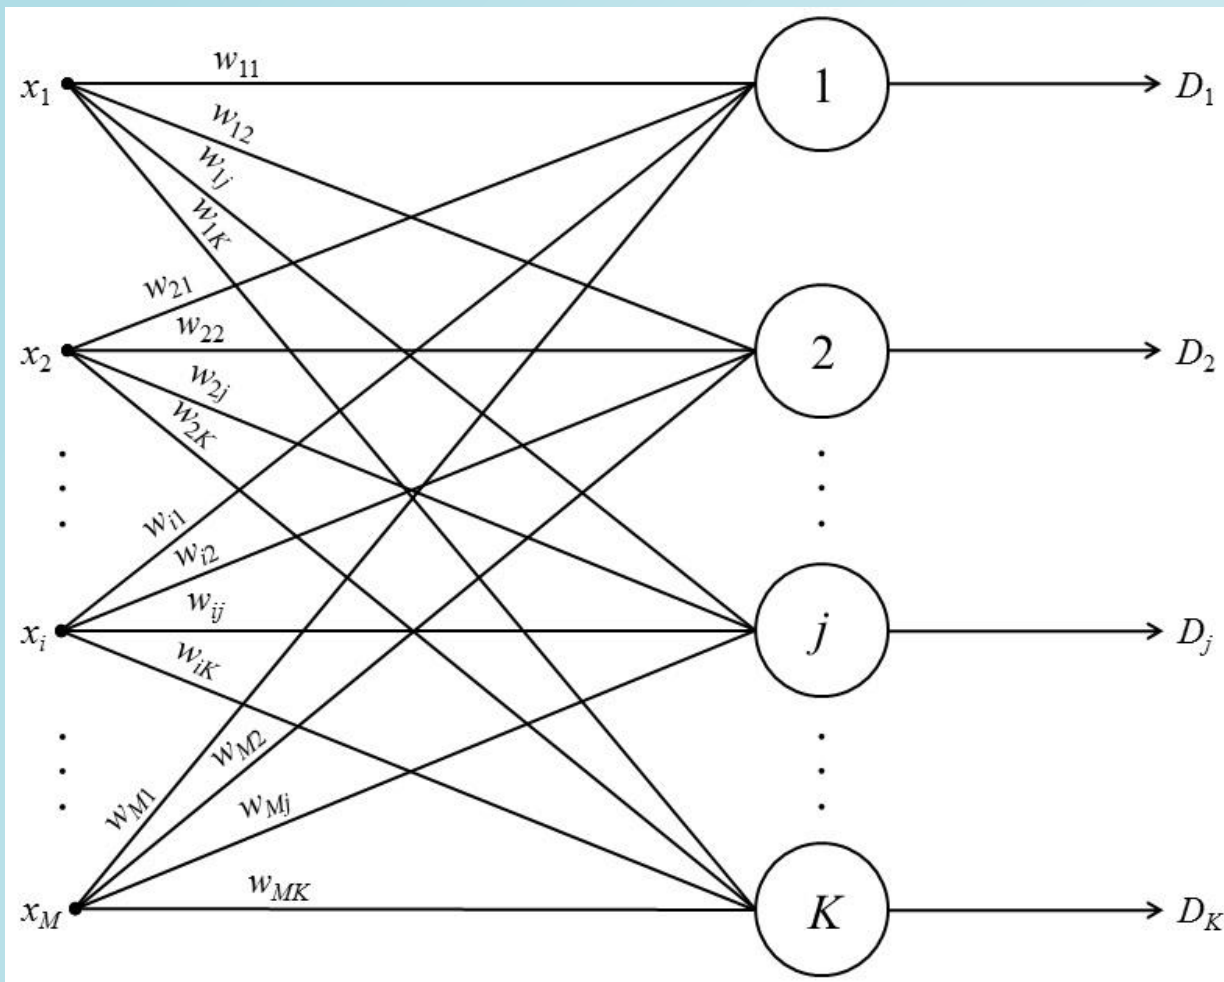 x₁ w₁₁ 1 D₁
w₁₂
w₁ⱼ
w₁K
w₂₁
x₂ w₂₂ 2 D₂
w₂ⱼ
w₂K
wᵢ₁
wᵢ₂
xᵢ wᵢⱼ j Dⱼ
wᵢK
wM2
wM1
wMj
xM wMK K DK